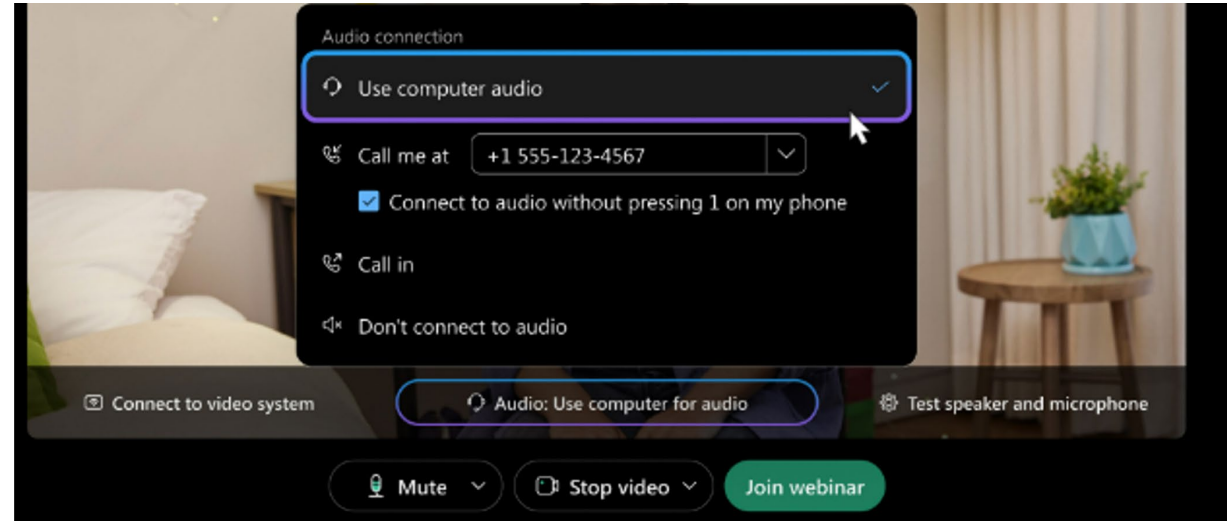 Audio connection
Use computer audio
Call me at +1 555-123-4567
Connect to audio without pressing 1 on my phone
Call in
Don't connect to audio
Connect to video system Audio: Use computer for audio Test speaker and microphone
Mute Stop video Join webinar